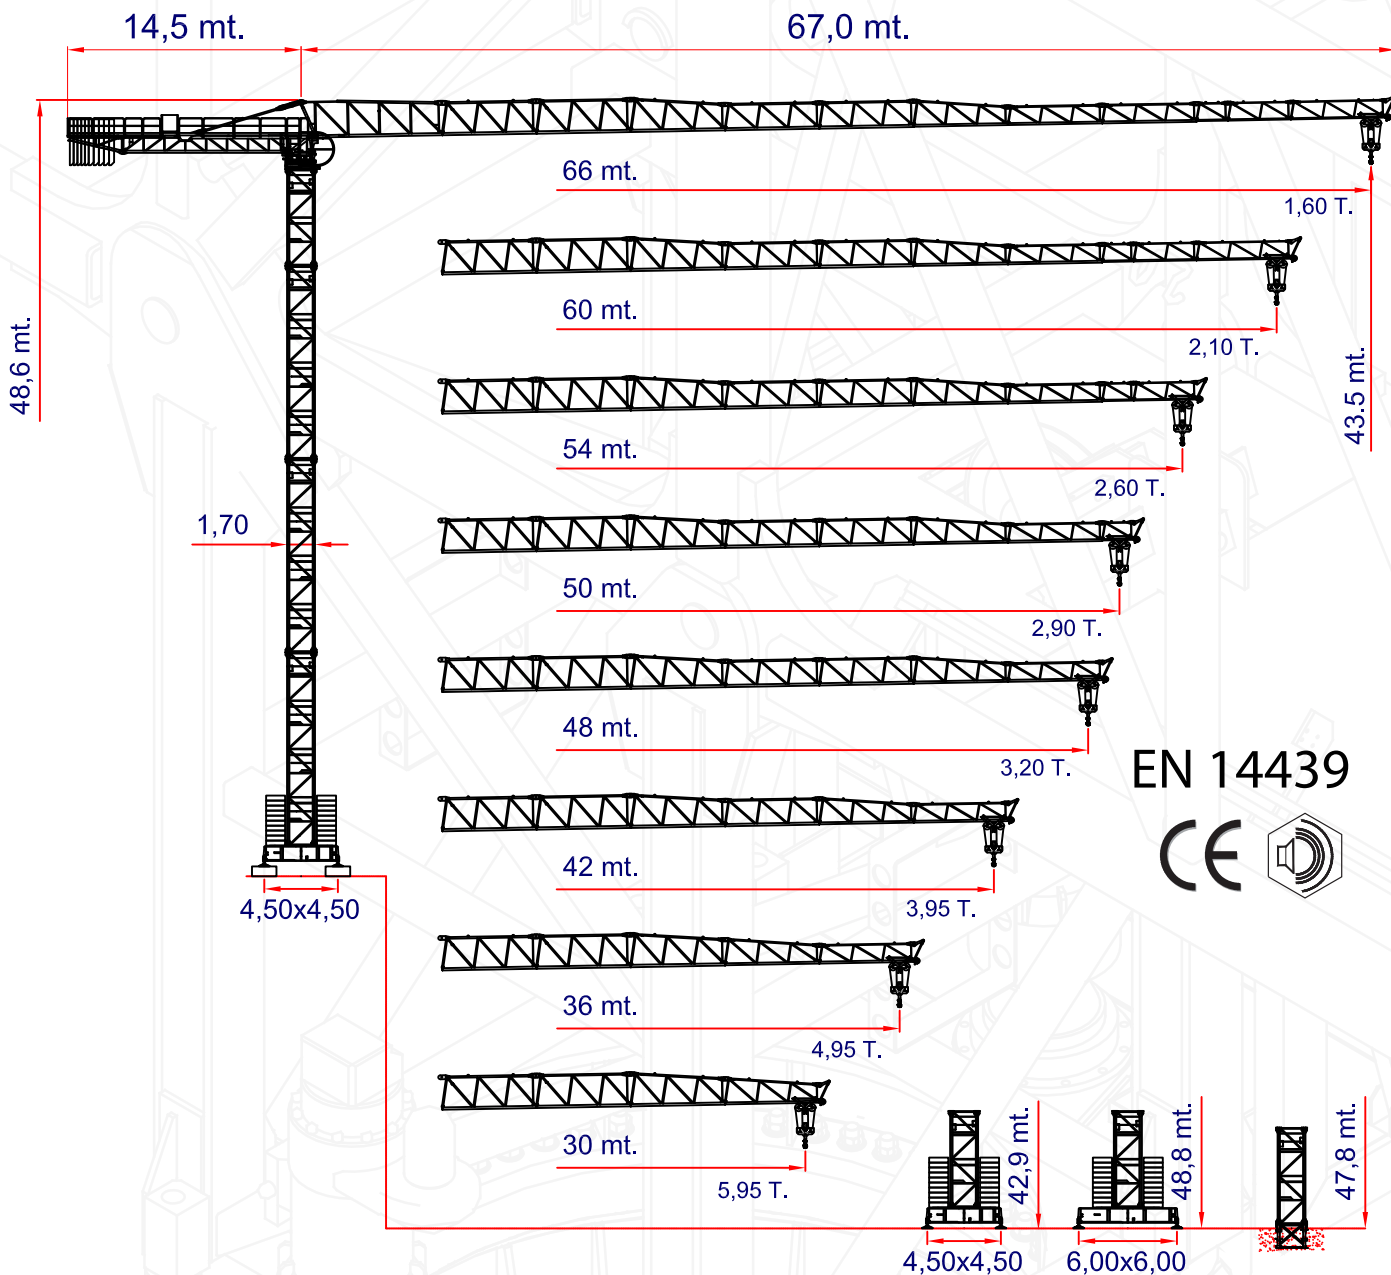 14,5 mt.
67,0 mt.
66 mt.
1,60 T.
60 mt.
2,10 T.
48,6 mt.
43.5 mt.
54 mt.
2,60 T.
1,70
50 mt.
2,90 T.
48 mt.
3,20 T.
EN 14439
42 mt.
CE
4,50x4,50
3,95 T.
36 mt.
4,95 T.
30 mt.
5,95 T.
42,9 mt.
48,8 mt.
47,8 mt.
4,50x4,50
6,00x6,00